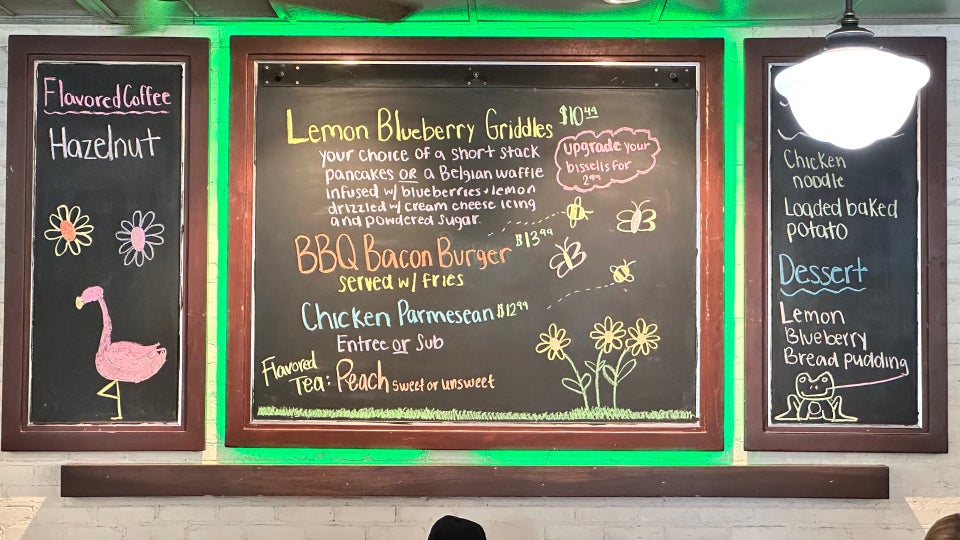 Flavored Coffee
Hazelnut
Lemon Blueberry Griddles $10.49
your choice of a short stack
pancakes OR a Belgian waffle
infused w/ blueberries + lemon
drizzled w/ cream cheese icing
and powdered sugar.
upgrade your
bissells for
2.99
BBQ Bacon Burger $13.99
served w/ fries
Chicken Parmesean $12.99
Entree or Sub
Flavored
Tea: Peach sweet or unsweet
Chicken
noodle
Loaded baked
potato
Dessert
Lemon
Blueberry
Bread pudding